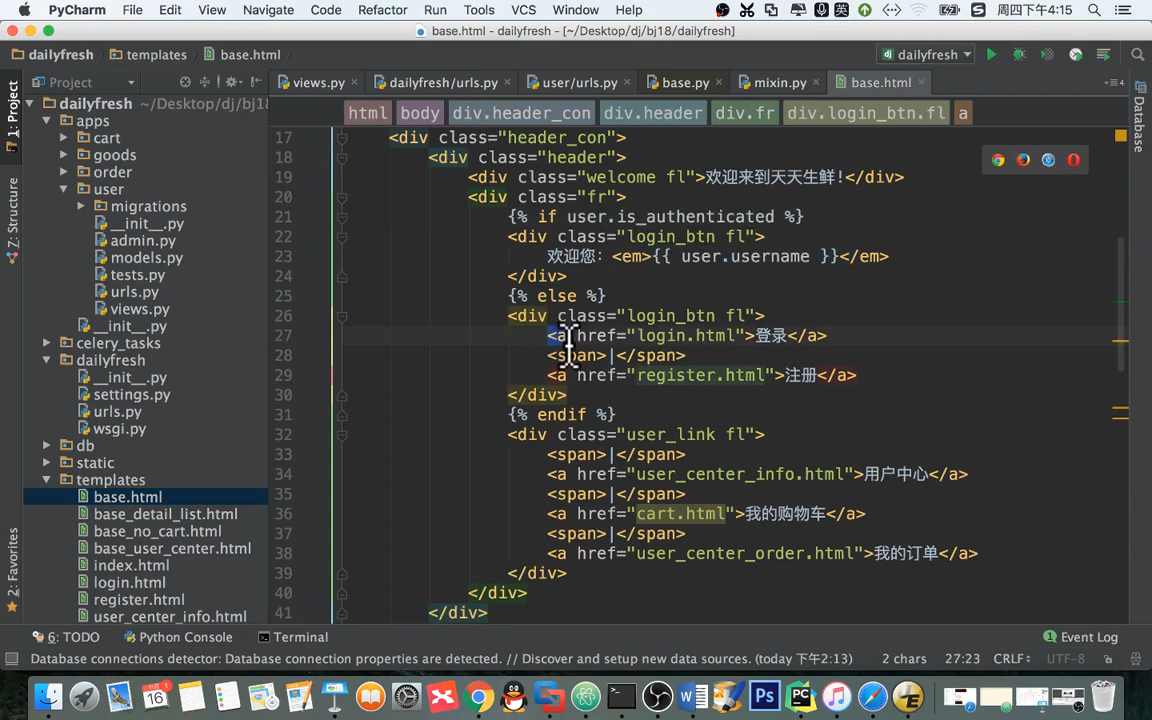 PyCharm File Edit View Navigate Code Refactor Run Tools VCS Window Help 英 周四下午4:15
base.html - dailyfresh - [~/Desktop/dj/bj18/dailyfresh]
dailyfresh templates base.html dailyfresh
Project views.py dailyfresh/urls.py user/urls.py base.py mixin.py base.html
html body div.header_con div.header div.fr div.login_btn.fl a
1: Project
7: Structure
2: Favorites
Database
dailyfresh ~/Desktop/dj/bj18
apps
cart
goods
order
user
migrations
__init__.py
admin.py
models.py
tests.py
urls.py
views.py
__init__.py
celery_tasks
dailyfresh
__init__.py
settings.py
urls.py
wsgi.py
db
static
templates
base.html
base_detail_list.html
base_no_cart.html
base_user_center.html
index.html
login.html
register.html
user_center_info.html
17 <div class="header_con">
18 <div class="header">
19 <div class="welcome fl">欢迎来到天天生鲜!</div>
20 <div class="fr">
21 {% if user.is_authenticated %}
22 <div class="login_btn fl">
23 欢迎您：<em>{{ user.username }}</em>
24 </div>
25 {% else %}
26 <div class="login_btn fl">
27 <a href="login.html">登录</a>
28 <span>|</span>
29 <a href="register.html">注册</a>
30 </div>
31 {% endif %}
32 <div class="user_link fl">
33 <span>|</span>
34 <a href="user_center_info.html">用户中心</a>
35 <span>|</span>
36 <a href="cart.html">我的购物车</a>
37 <span>|</span>
38 <a href="user_center_order.html">我的订单</a>
39 </div>
40 </div>
41 </div>
6: TODO Python Console Terminal 1 Event Log
Database connections detector: Database connection properties are detected. // Discover and setup new data sources. (today 下午2:13) 2 chars 27:23 CRLF UTF-8